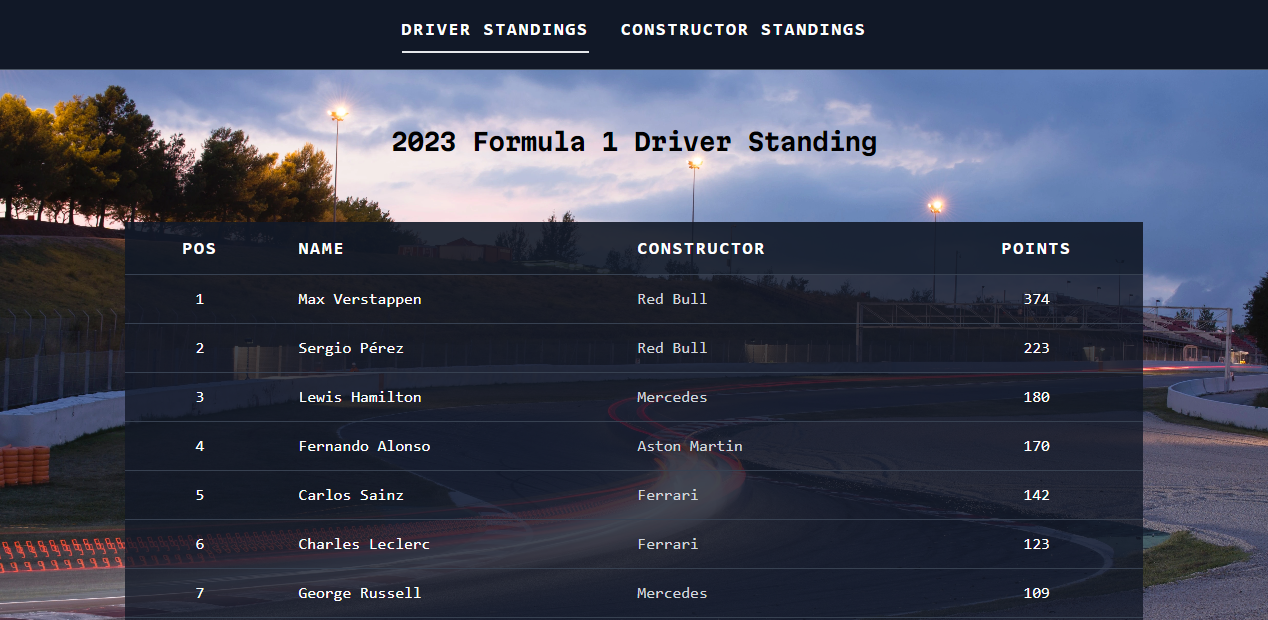 DRIVER STANDINGS CONSTRUCTOR STANDINGS
2023 Formula 1 Driver Standing
POS NAME CONSTRUCTOR POINTS
1 Max Verstappen Red Bull 374
2 Sergio Pérez Red Bull 223
3 Lewis Hamilton Mercedes 180
4 Fernando Alonso Aston Martin 170
5 Carlos Sainz Ferrari 142
6 Charles Leclerc Ferrari 123
7 George Russell Mercedes 109